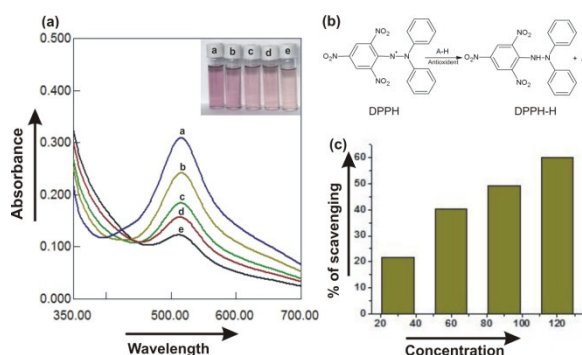 (a)
0.500
0.400
0.300
0.200
0.100
0.000
350.00
500.00
600.00
700.00
Absorbance
Wavelength
a b c d e
a
b
c
d
e
(b)
NO₂
O₂N
NO₂
N
N
A-H
Antioxident
NO₂
O₂N
NO₂
NH
N
+
DPPH
DPPH-H
(c)
% of scavenging
70
60
50
40
30
20
10
0
20 40 60 80 100 120
Concentration